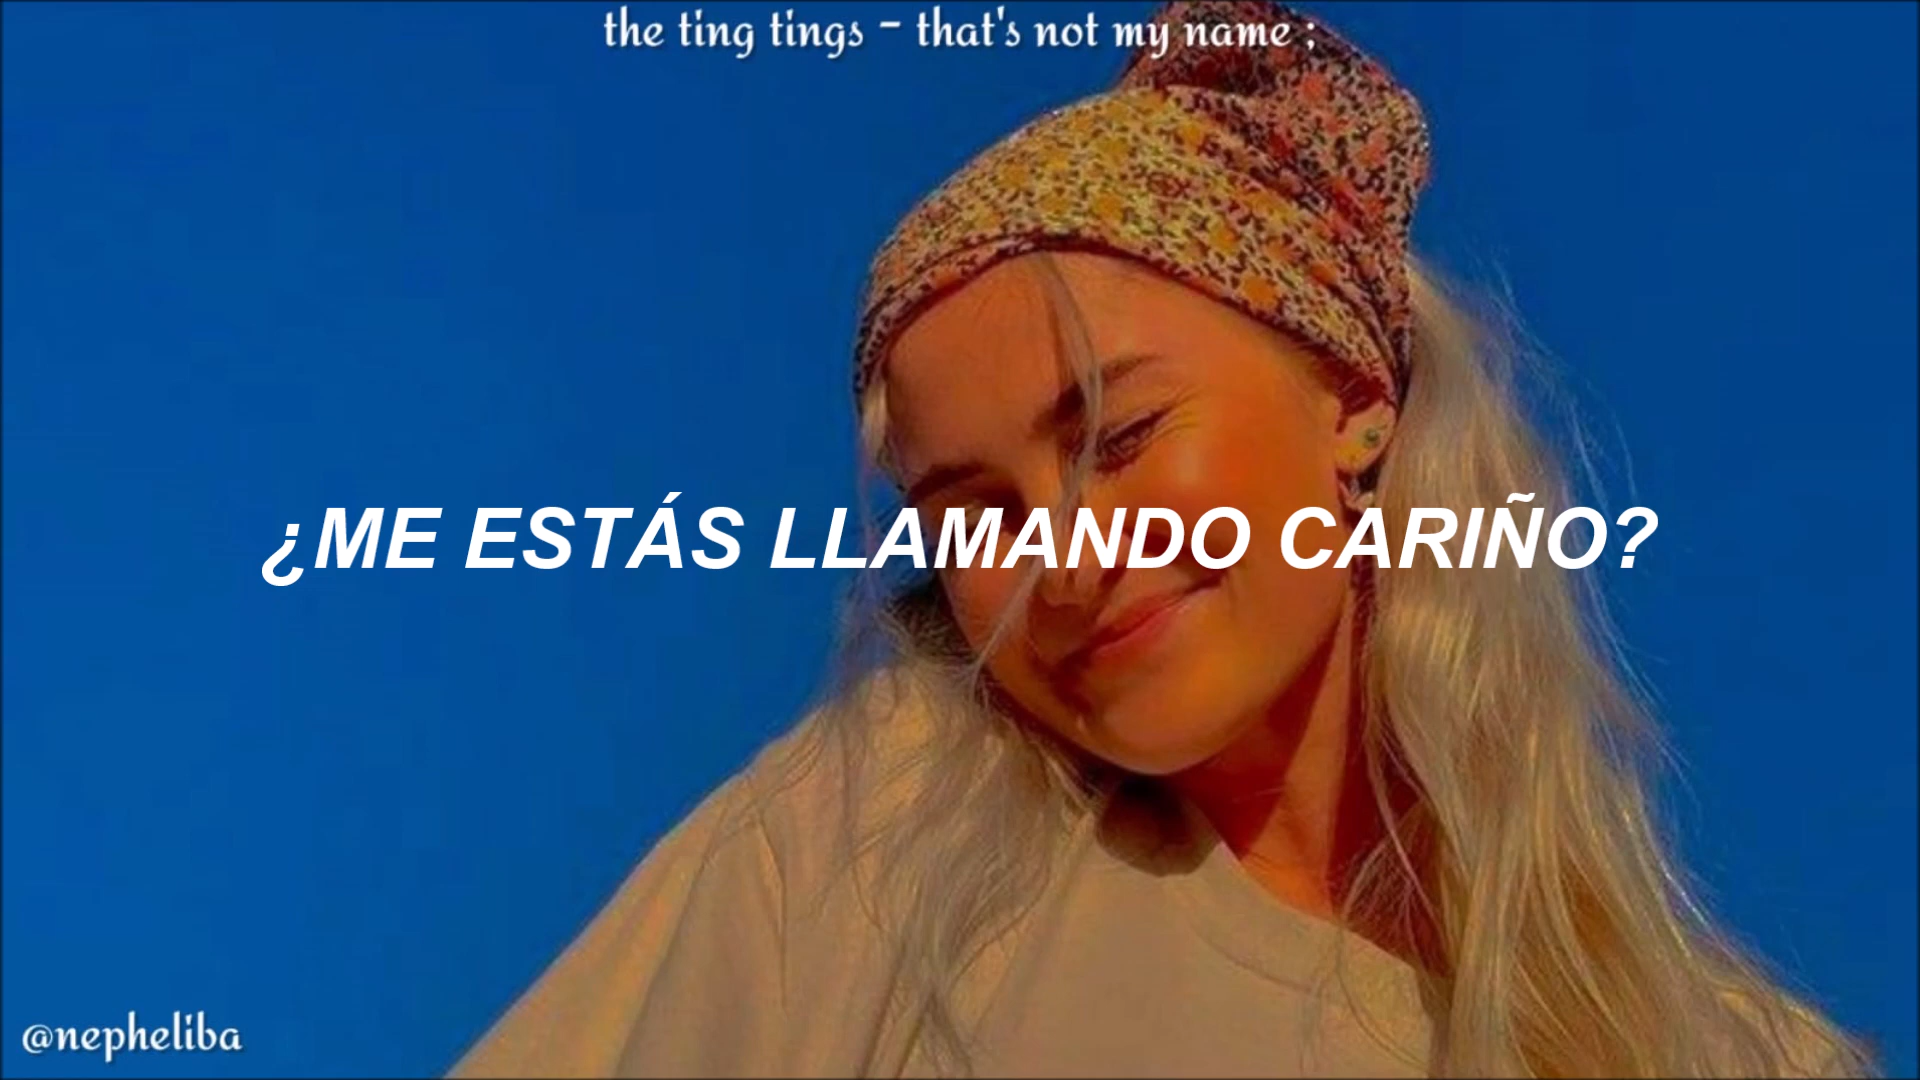 the ting tings - that's not my name ;
¿ME ESTÁS LLAMANDO CARIÑO?
@nepheliba